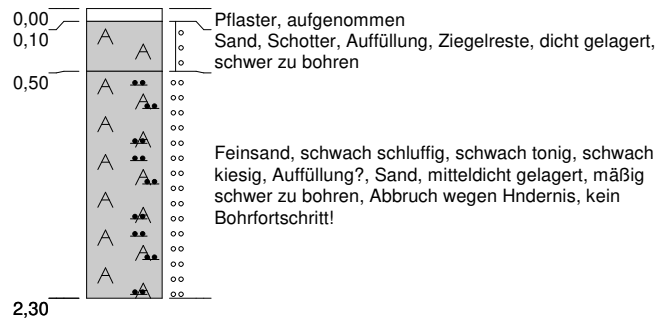 0,00 Pflaster, aufgenommen
0,10 Sand, Schotter, Auffüllung, Ziegelreste, dicht gelagert,
schwer zu bohren
0,50
A
A
A
A
A
A
A
A
A
A
A
A
A
A
Feinsand, schwach schluffig, schwach tonig, schwach
kiesig, Auffüllung?, Sand, mitteldicht gelagert, mäßig
schwer zu bohren, Abbruch wegen Hndernis, kein
Bohrfortschritt!
2,30